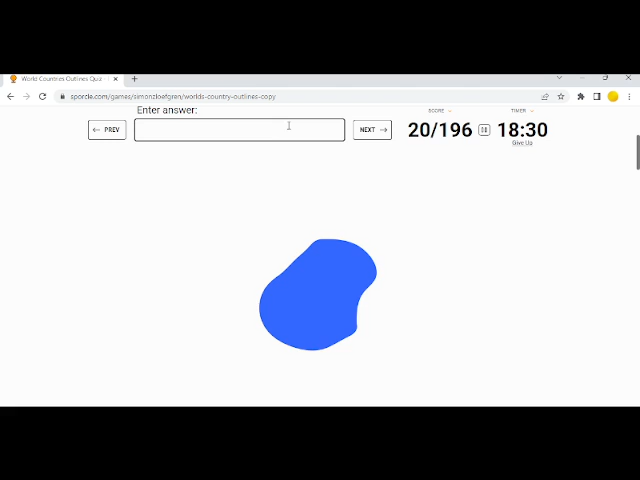 World Countries Outlines Quiz
sporcle.com/games/simonzloefgren/worlds-country-outlines-copy
Enter answer:
SCORE
TIMER
PREV
NEXT
20/196
18:30
Give Up